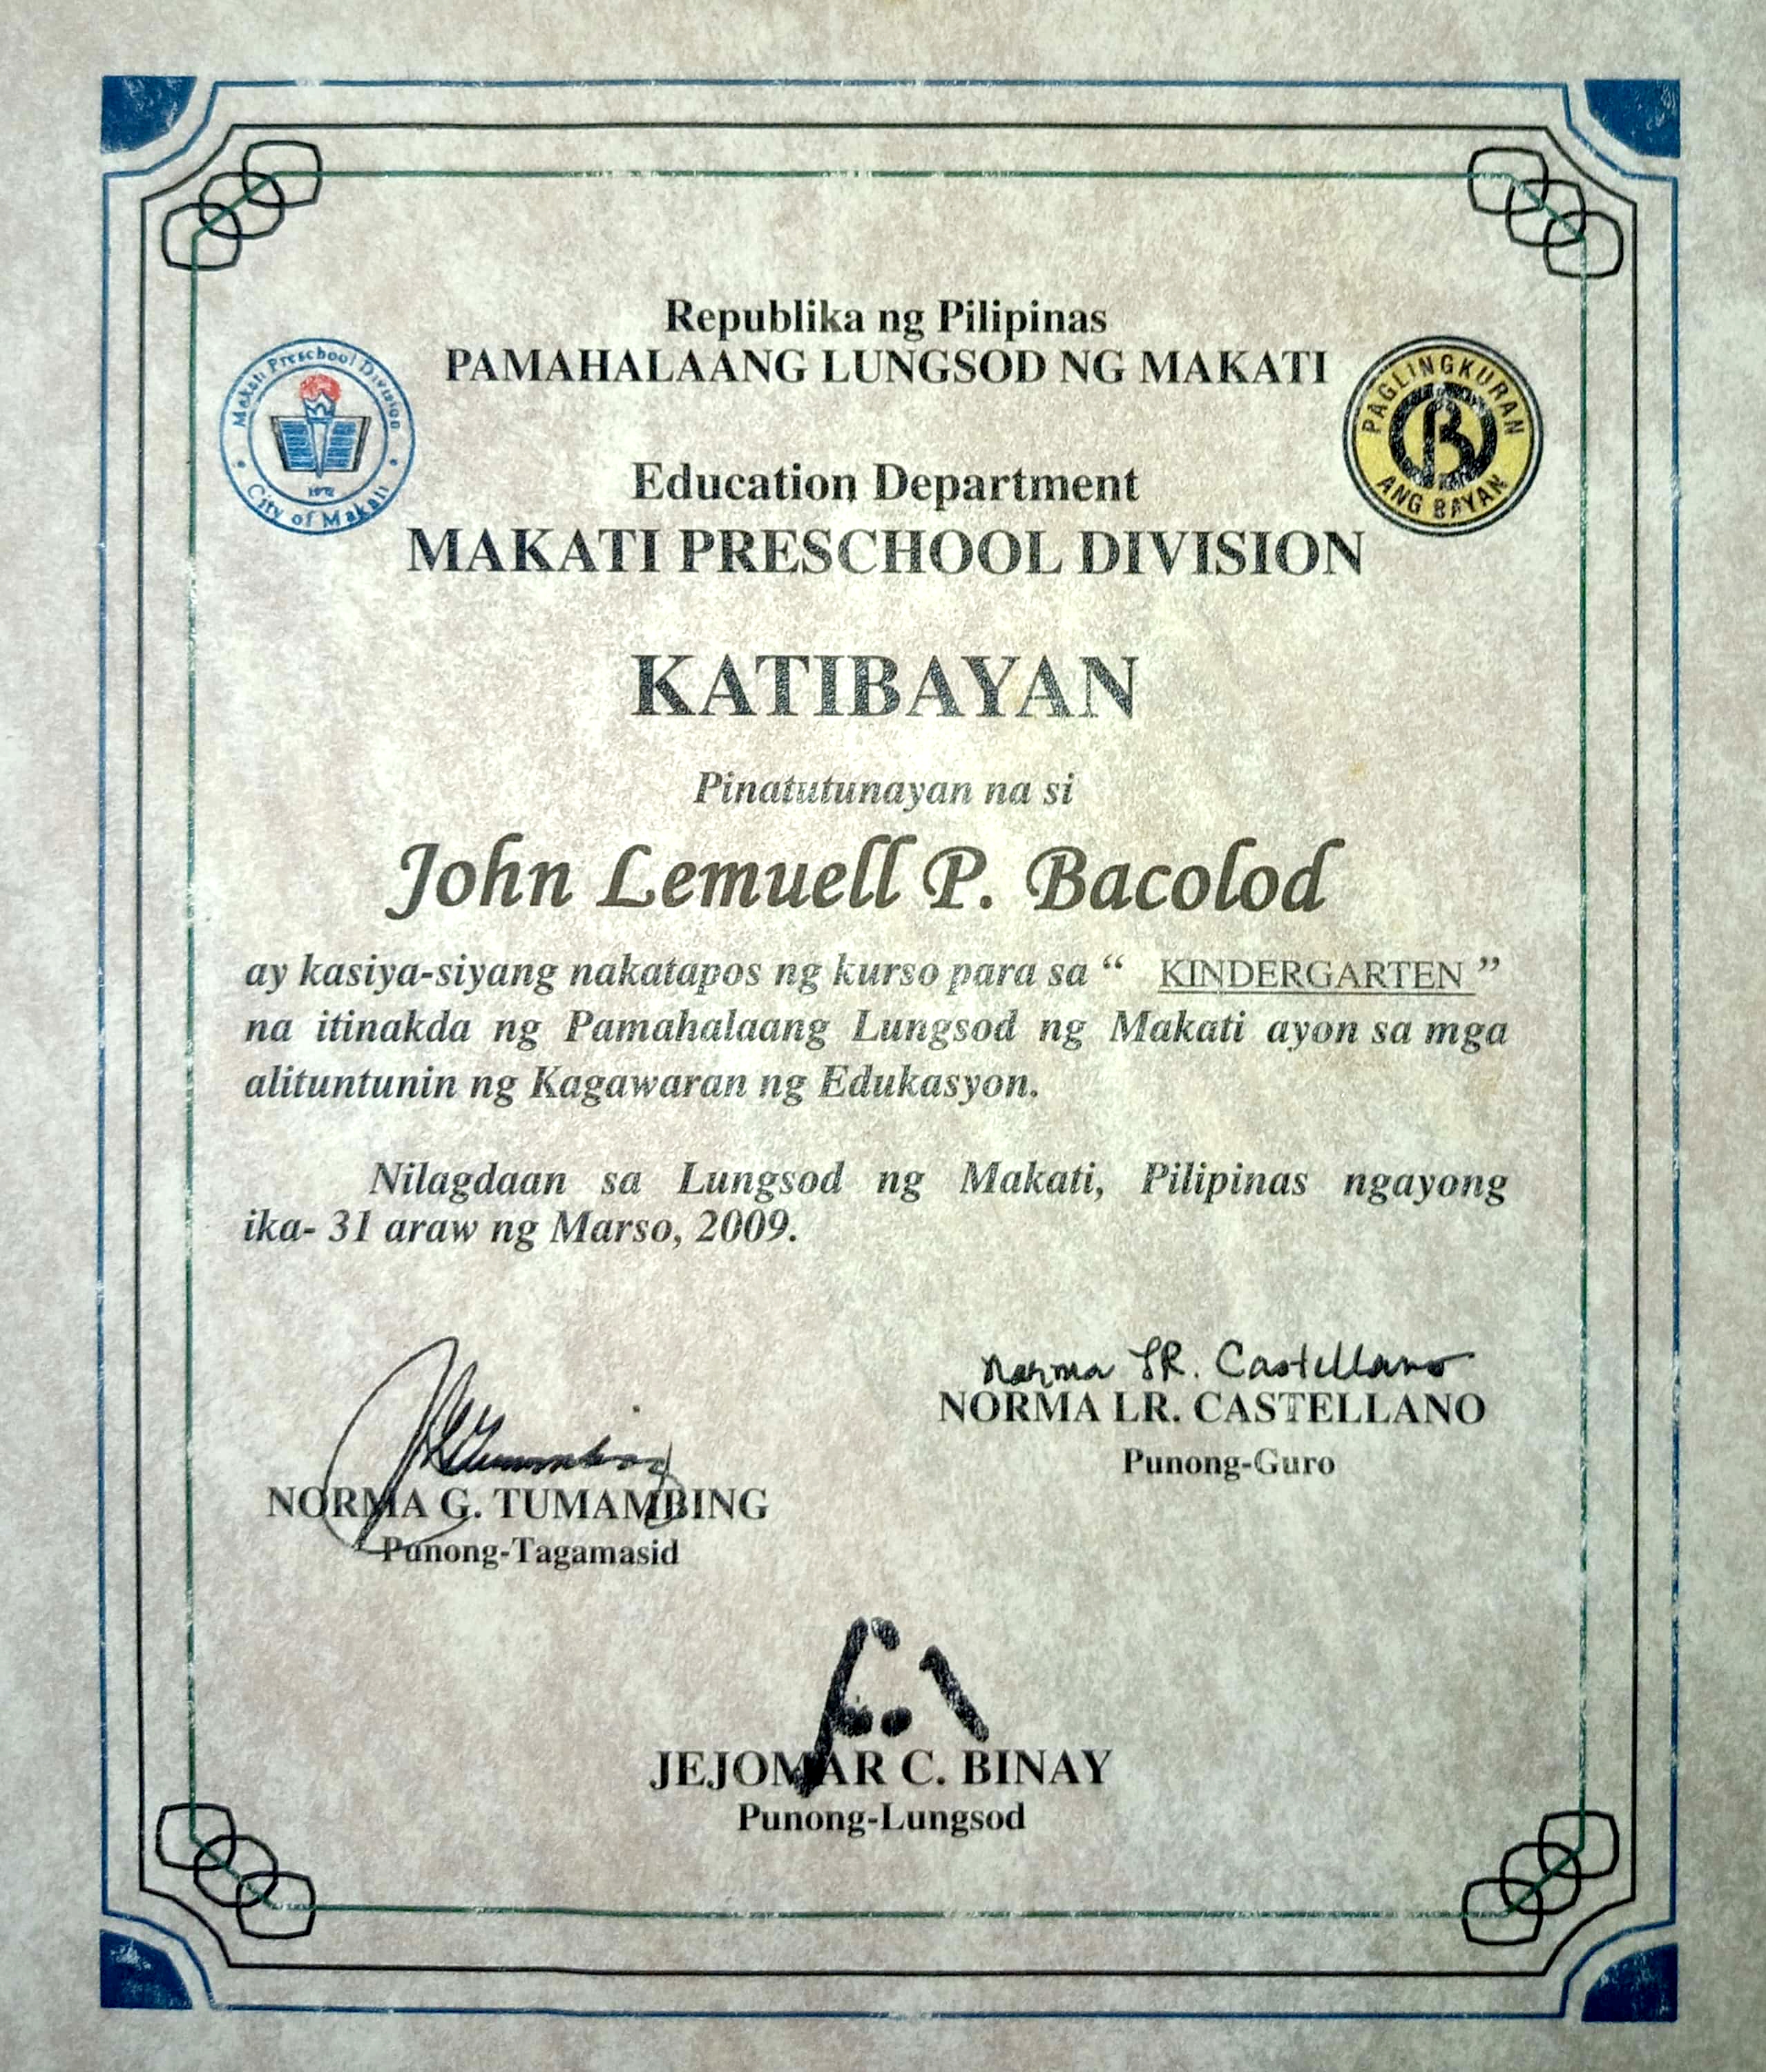 Republika ng Pilipinas
PAMAHALAANG LUNGSOD NG MAKATI
Makati Preschool Division
City of Makati
PAGLINGKURAN
ANG BAYAN
Education Department
MAKATI PRESCHOOL DIVISION
KATIBAYAN
Pinatutunayan na si
John Lemuell P. Bacolod
ay kasiya-siyang nakatapos ng kurso para sa “ KINDERGARTEN ”
na itinakda ng Pamahalaang Lungsod ng Makati ayon sa mga
alituntunin ng Kagawaran ng Edukasyon.
Nilagdaan sa Lungsod ng Makati, Pilipinas ngayong
ika- 31 araw ng Marso, 2009.
Norma LR. Castellano
NORMA LR. CASTELLANO
Punong-Guro
NORMA G. TUMAMBING
Punong-Tagamasid
JEJOMAR C. BINAY
Punong-Lungsod